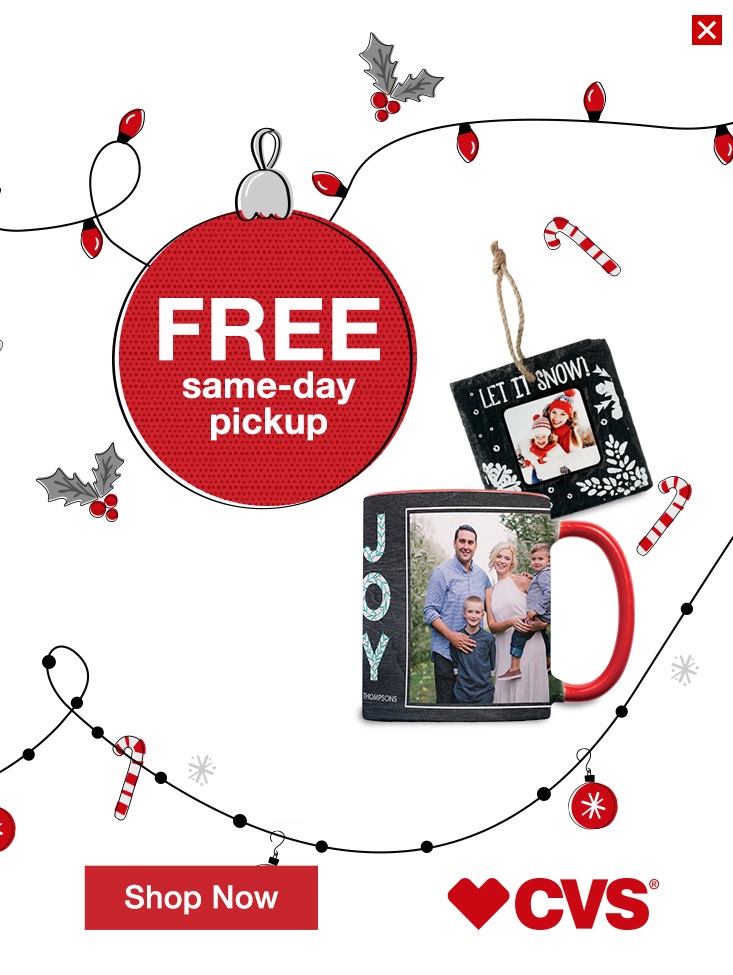 FREE
same-day
pickup
LET IT SNOW!
JOY
THOMPSONS
Shop Now
CVS®